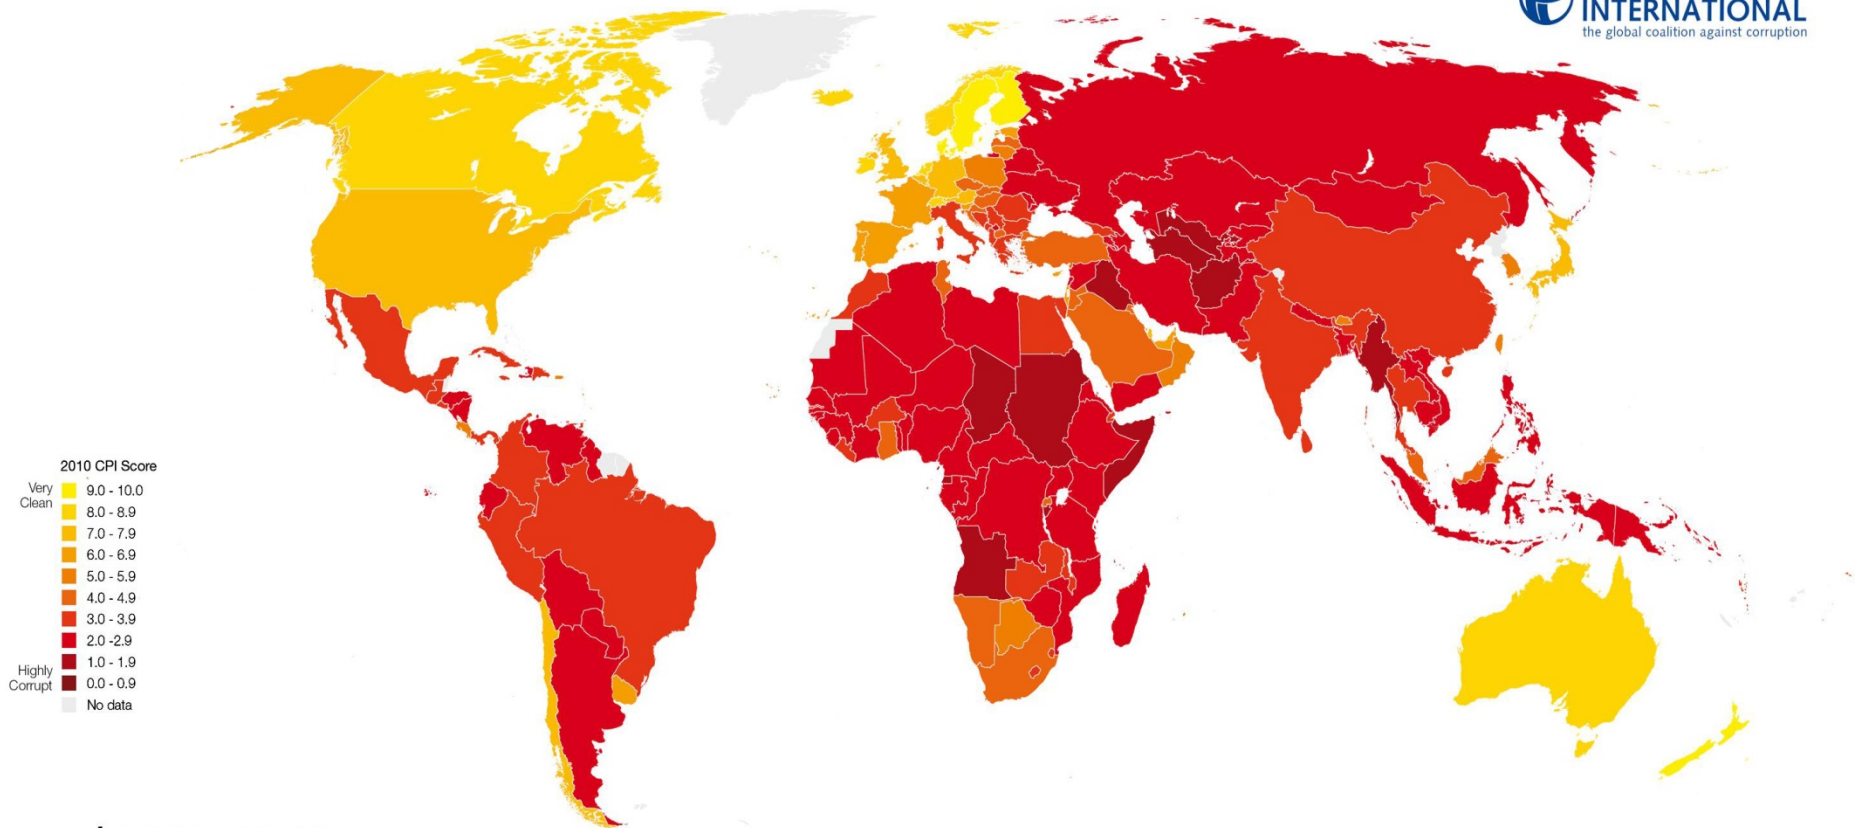 INTERNATIONAL
the global coalition against corruption
2010 CPI Score
Very
Clean
9.0 - 10.0
8.0 - 8.9
7.0 - 7.9
6.0 - 6.9
5.0 - 5.9
4.0 - 4.9
3.0 - 3.9
2.0 -2.9
Highly
Corrupt
1.0 - 1.9
0.0 - 0.9
No data